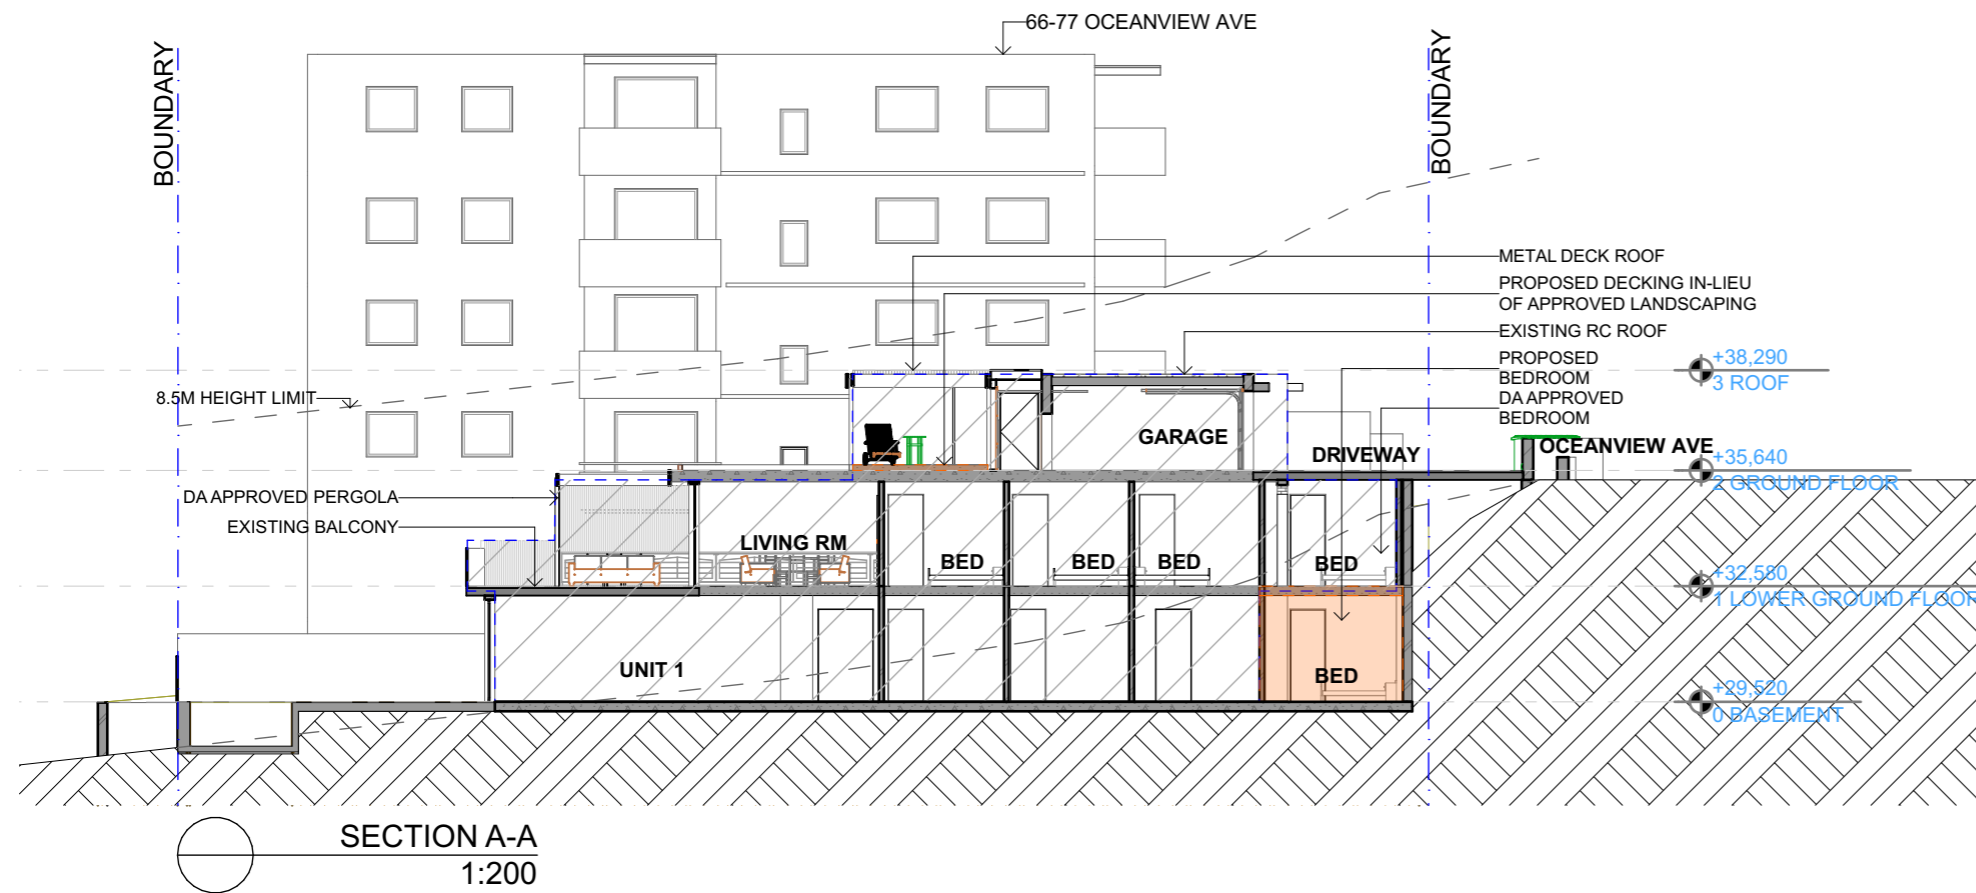 66-77 OCEANVIEW AVE
BOUNDARY
BOUNDARY
METAL DECK ROOF
PROPOSED DECKING IN-LIEU
OF APPROVED LANDSCAPING
EXISTING RC ROOF
PROPOSED
BEDROOM
DA APPROVED
BEDROOM
+38,290
3 ROOF
8.5M HEIGHT LIMIT
GARAGE
DRIVEWAY
OCEANVIEW AVE
+35,640
2 GROUND FLOOR
DA APPROVED PERGOLA
EXISTING BALCONY
LIVING RM
BED
BED
BED
BED
+32,580
1 LOWER GROUND FLOOR
UNIT 1
BED
+29,520
0 BASEMENT
SECTION A-A
1:200